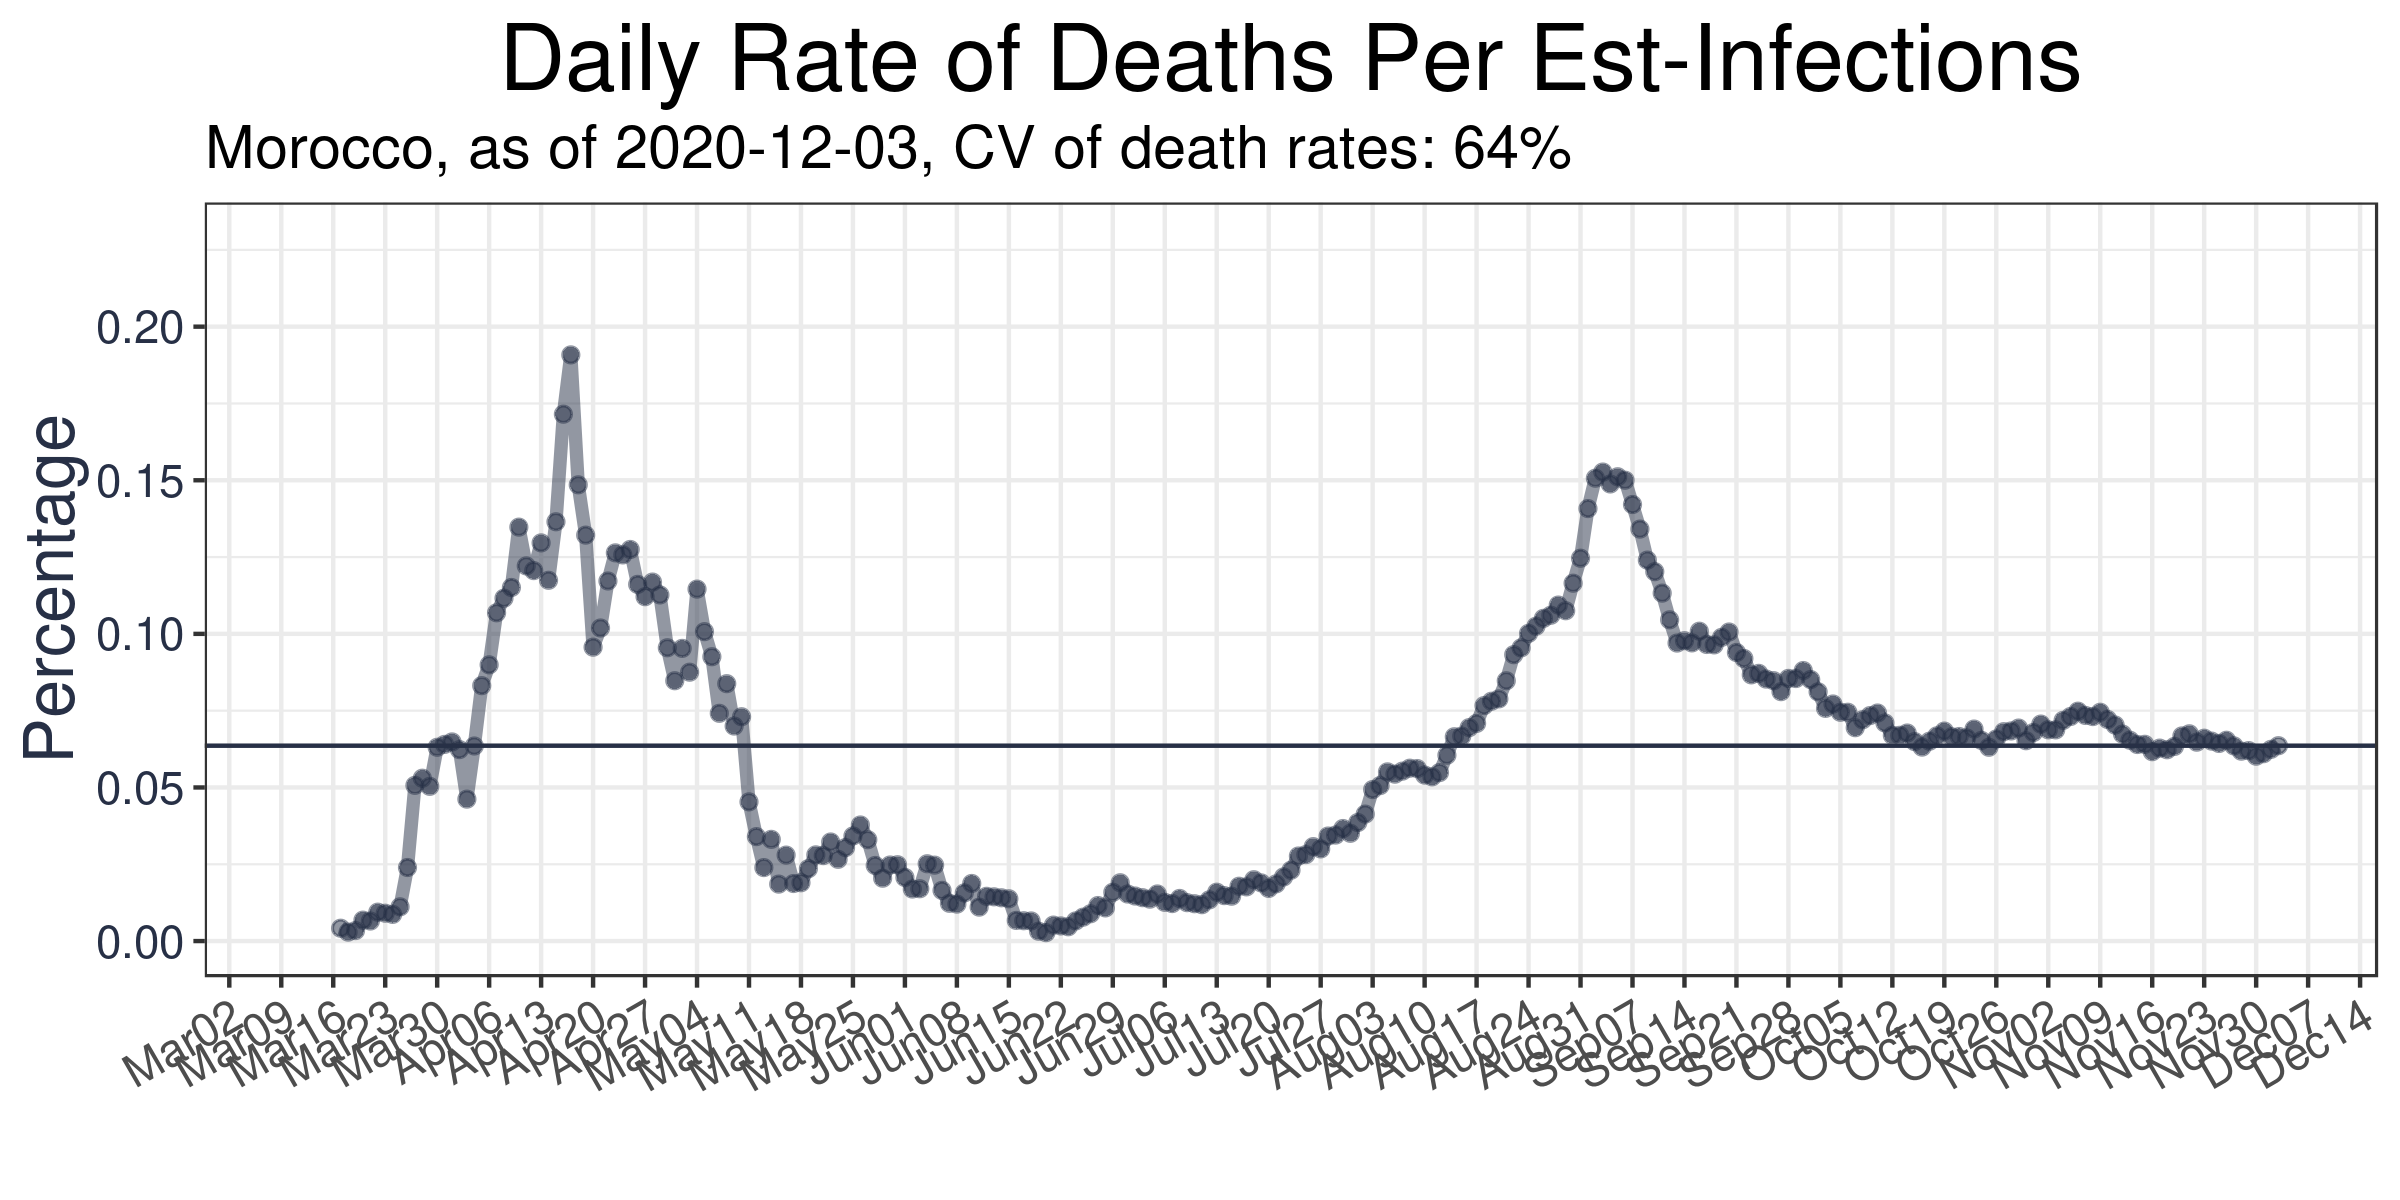 Daily Rate of Deaths Per Est-Infections
Morocco, as of 2020-12-03, CV of death rates: 64%
Percentage
0.20
0.15
0.10
0.05
0.00
Mar02
Mar09
Mar16
Mar23
Mar30
Apr06
Apr13
Apr20
Apr27
May04
May11
May18
May25
Jun01
Jun08
Jun15
Jun22
Jun29
Jul06
Jul13
Jul20
Jul27
Aug03
Aug10
Aug17
Aug24
Aug31
Sep07
Sep14
Sep21
Sep28
Oct05
Oct12
Oct19
Oct26
Nov02
Nov09
Nov16
Nov23
Nov30
Dec07
Dec14